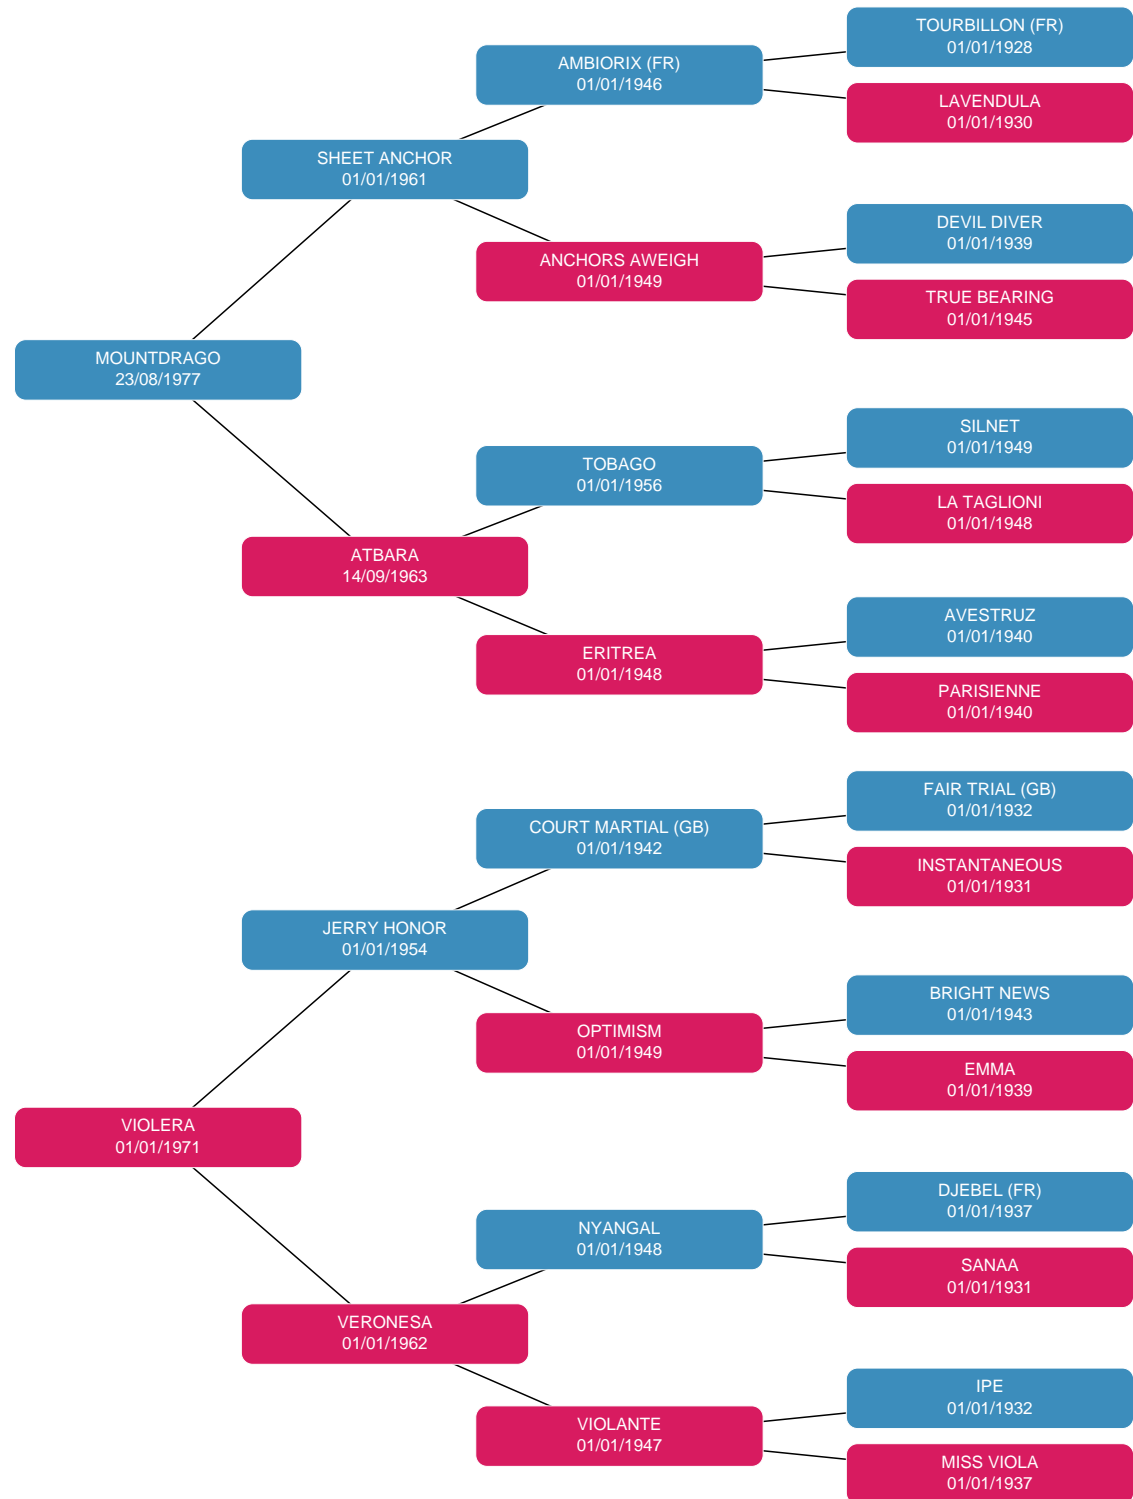 TOURBILLON (FR)
01/01/1928
AMBIORIX (FR)
01/01/1946
LAVENDULA
01/01/1930
SHEET ANCHOR
01/01/1961
DEVIL DIVER
01/01/1939
ANCHORS AWEIGH
01/01/1949
TRUE BEARING
01/01/1945
MOUNTDRAGO
23/08/1977
SILNET
01/01/1949
TOBAGO
01/01/1956
LA TAGLIONI
01/01/1948
ATBARA
14/09/1963
AVESTRUZ
01/01/1940
ERITREA
01/01/1948
PARISIENNE
01/01/1940
FAIR TRIAL (GB)
01/01/1932
COURT MARTIAL (GB)
01/01/1942
INSTANTANEOUS
01/01/1931
JERRY HONOR
01/01/1954
BRIGHT NEWS
01/01/1943
OPTIMISM
01/01/1949
EMMA
01/01/1939
VIOLERA
01/01/1971
DJEBEL (FR)
01/01/1937
NYANGAL
01/01/1948
SANAA
01/01/1931
VERONESA
01/01/1962
IPE
01/01/1932
VIOLANTE
01/01/1947
MISS VIOLA
01/01/1937